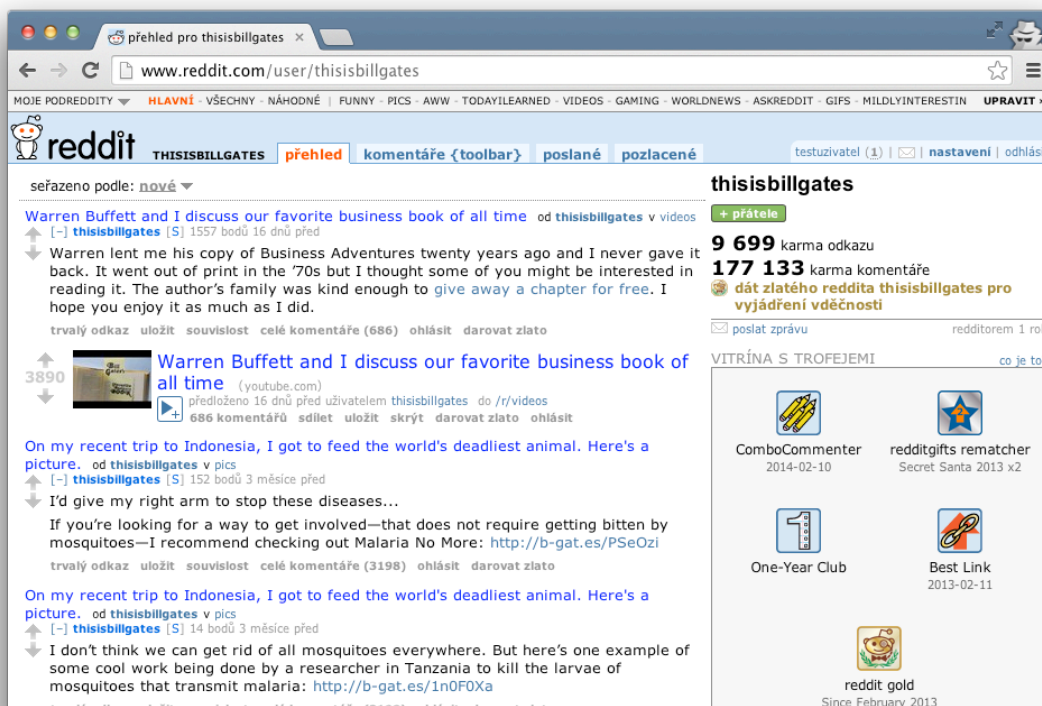 přehled pro thisisbillgates ×
www.reddit.com/user/thisisbillgates
MOJE PODREDDITY HLAVNÍ - VŠECHNY - NÁHODNÉ | FUNNY - PICS - AWW - TODAYILEARNED - VIDEOS - GAMING - WORLDNEWS - ASKREDDIT - GIFS - MILDLYINTERESTIN UPRAVIT »
reddit THISISBILLGATES přehled komentáře {toolbar} poslané pozlacené
testuzivatel (1) | | nastavení | odhlási
seřazeno podle: nové
Warren Buffett and I discuss our favorite business book of all time od thisisbillgates v videos
[–] thisisbillgates [S] 1557 bodů 16 dnů před
Warren lent me his copy of Business Adventures twenty years ago and I never gave it
back. It went out of print in the ’70s but I thought some of you might be interested in
reading it. The author’s family was kind enough to give away a chapter for free. I
hope you enjoy it as much as I did.
trvalý odkaz uložit souvislost celé komentáře (686) ohlásit darovat zlato
3890
Warren Buffett and I discuss our favorite business book of
all time (youtube.com)
předloženo 16 dnů před uživatelem thisisbillgates do /r/videos
686 komentářů sdílet uložit skrýt darovat zlato ohlásit
On my recent trip to Indonesia, I got to feed the world's deadliest animal. Here's a
picture. od thisisbillgates v pics
[–] thisisbillgates [S] 152 bodů 3 měsíce před
I’d give my right arm to stop these diseases...
If you’re looking for a way to get involved—that does not require getting bitten by
mosquitoes—I recommend checking out Malaria No More: http://b-gat.es/PSeOzi
trvalý odkaz uložit souvislost celé komentáře (3198) ohlásit darovat zlato
On my recent trip to Indonesia, I got to feed the world's deadliest animal. Here's a
picture. od thisisbillgates v pics
[–] thisisbillgates [S] 14 bodů 3 měsíce před
I don’t think we can get rid of all mosquitoes everywhere. But here’s one example of
some cool work being done by a researcher in Tanzania to kill the larvae of
mosquitoes that transmit malaria: http://b-gat.es/1n0F0Xa
thisisbillgates
+ přátele
9 699 karma odkazu
177 133 karma komentáře
dát zlatého reddita thisisbillgates pro
vyjádření vděčnosti
poslat zprávu redditorem 1 ro
VITRÍNA S TROFEJEMI co je to
ComboCommenter
2014-02-10
redditgifts rematcher
Secret Santa 2013 x2
One-Year Club
Best Link
2013-02-11
reddit gold
Since February 2013